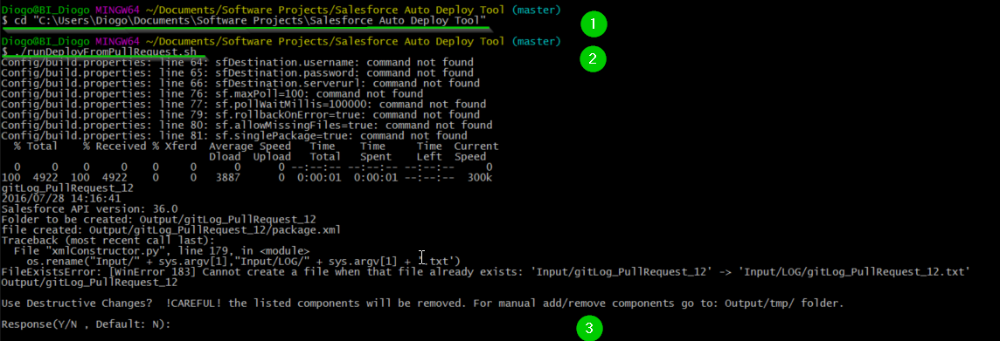 Diogo@BI_Diogo MINGW64 ~/Documents/Software Projects/Salesforce Auto Deploy Tool (master)
$ cd "C:\Users\Diogo\Documents\Software Projects\Salesforce Auto Deploy Tool"
1
Diogo@BI_Diogo MINGW64 ~/Documents/Software Projects/Salesforce Auto Deploy Tool (master)
$ ./runDeployFromPullRequest.sh
2
Config/build.properties: line 64: sfDestination.username: command not found
Config/build.properties: line 65: sfDestination.password: command not found
Config/build.properties: line 66: sfDestination.serverurl: command not found
Config/build.properties: line 76: sf.maxPoll=100: command not found
Config/build.properties: line 77: sf.pollWaitMillis=100000: command not found
Config/build.properties: line 79: sf.rollbackOnError=true: command not found
Config/build.properties: line 80: sf.allowMissingFiles=true: command not found
Config/build.properties: line 81: sf.singlePackage=true: command not found
% Total % Received % Xferd Average Speed Time Time Time Current
Dload Upload Total Spent Left Speed
0 0 0 0 0 0 0 0 --:--:-- --:--:-- --:--:-- 0
100 4922 100 4922 0 0 3887 0 0:00:01 0:00:01 --:--:-- 300k
gitLog_PullRequest_12
2016/07/28 14:16:41
Salesforce API version: 36.0
Folder to be created: Output/gitLog_PullRequest_12
file created: Output/gitLog_PullRequest_12/package.xml
Traceback (most recent call last):
File "xmlConstructor.py", line 179, in <module>
os.rename("Input/" + sys.argv[1],"Input/LOG/" + sys.argv[1] + '.txt')
FileExistsError: [WinError 183] Cannot create a file when that file already exists: 'Input/gitLog_PullRequest_12' -> 'Input/LOG/gitLog_PullRequest_12.txt'
Output/gitLog_PullRequest_12
Use Destructive Changes? !CAREFUL! the listed components will be removed. For manual add/remove components go to: Output/tmp/ folder.
Response(Y/N , Default: N):
3